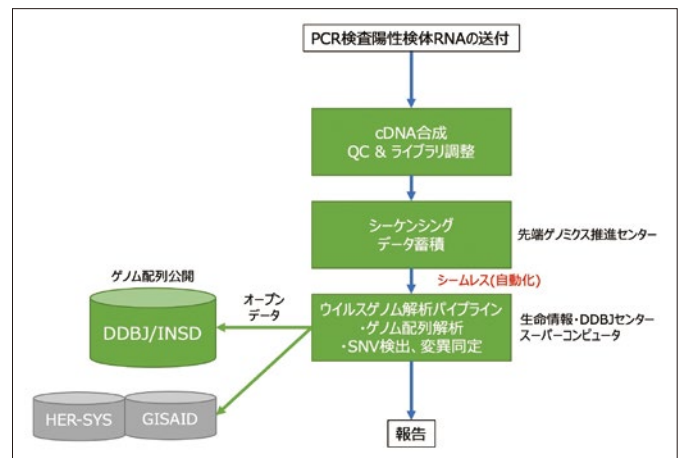 PCR検査陽性検体RNAの送付
cDNA合成
QC & ライブラリ調整
シーケンシング
データ蓄積
先端ゲノミクス推進センター
シームレス(自動化)
ゲノム配列公開
オープン
データ
DDBJ/INSD
ウイルスゲノム解析パイプライン
・ゲノム配列解析
・SNV検出、変異同定
生命情報・DDBJセンター
スーパーコンピュータ
HER-SYS
GISAID
報告